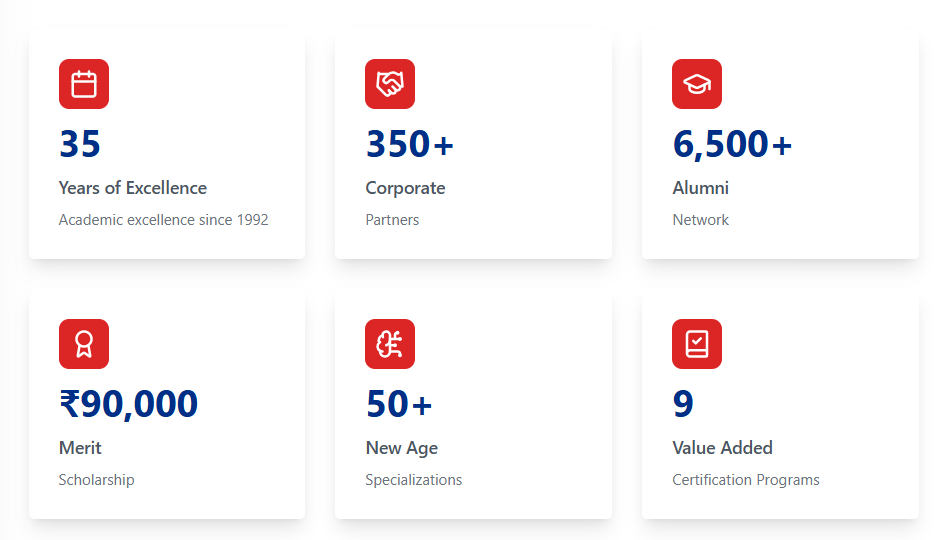 35
Years of Excellence
Academic excellence since 1992
350+
Corporate
Partners
6,500+
Alumni
Network
₹90,000
Merit
Scholarship
50+
New Age
Specializations
9
Value Added
Certification Programs